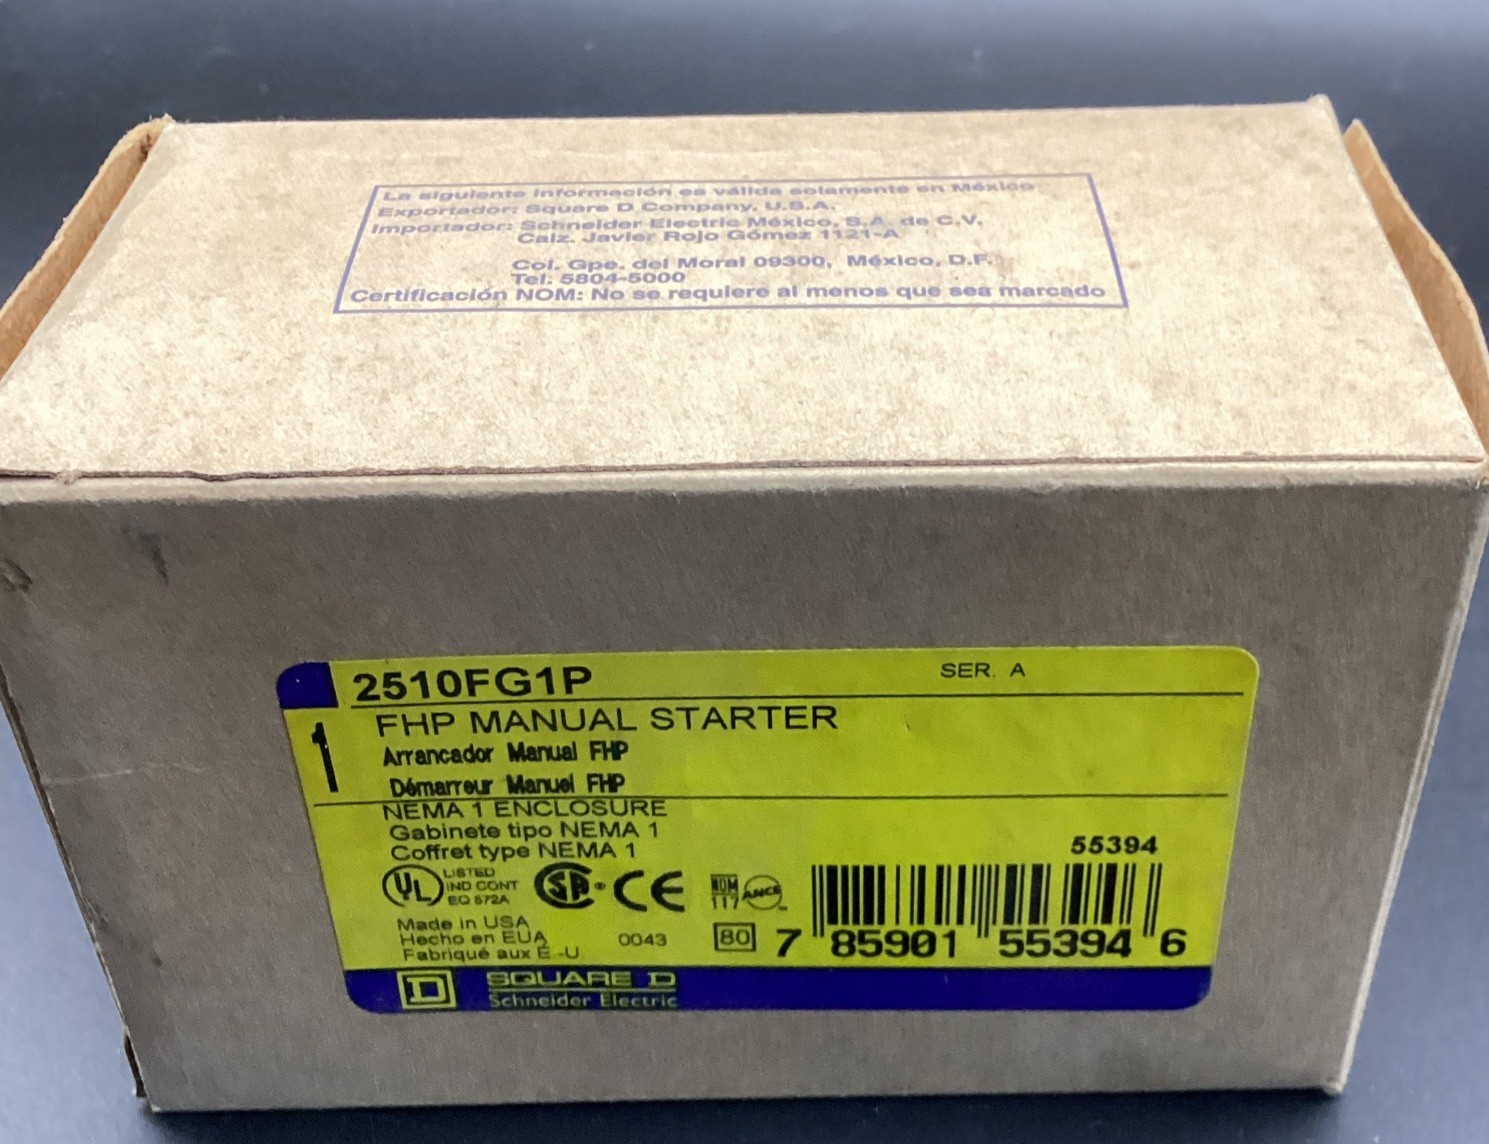 La siguiente información es válida solamente en México
Exportador: Square D Company, U.S.A.
Importador: Schneider Electric México, S.A. de C.V.
Calz. Javier Rojo Gómez 1121-A
Col. Gpe. del Moral 09300, México, D.F.
Tel: 5804-5000
Certificación NOM: No se requiere al menos que sea marcado
2510FG1P SER. A
1
FHP MANUAL STARTER
Arrancador Manual FHP
Démarreur Manuel FHP
NEMA 1 ENCLOSURE
Gabinete tipo NEMA 1
Coffret type NEMA 1
55394
UL LISTED
IND CONT
EQ 572A
SA ® CE
NOM
117 ANCE
Made in USA
Hecho en EUA
Fabriqué aux É-U
0043
80
7 85901 55394 6
D SQUARE D
Schneider Electric